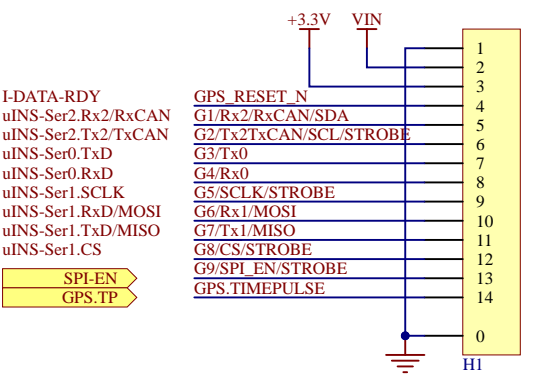 +3.3V VIN
1
2
3
I-DATA-RDY GPS_RESET_N 4
uINS-Ser2.Rx2/RxCAN G1/Rx2/RxCAN/SDA 5
uINS-Ser2.Tx2/TxCAN G2/Tx2TxCAN/SCL/STROBE 6
uINS-Ser0.TxD G3/Tx0 7
uINS-Ser0.RxD G4/Rx0 8
uINS-Ser1.SCLK G5/SCLK/STROBE 9
uINS-Ser1.RxD/MOSI G6/Rx1/MOSI 10
uINS-Ser1.TxD/MISO G7/Tx1/MISO 11
uINS-Ser1.CS G8/CS/STROBE 12
SPI-EN G9/SPI_EN/STROBE 13
GPS.TP GPS.TIMEPULSE 14
0
H1